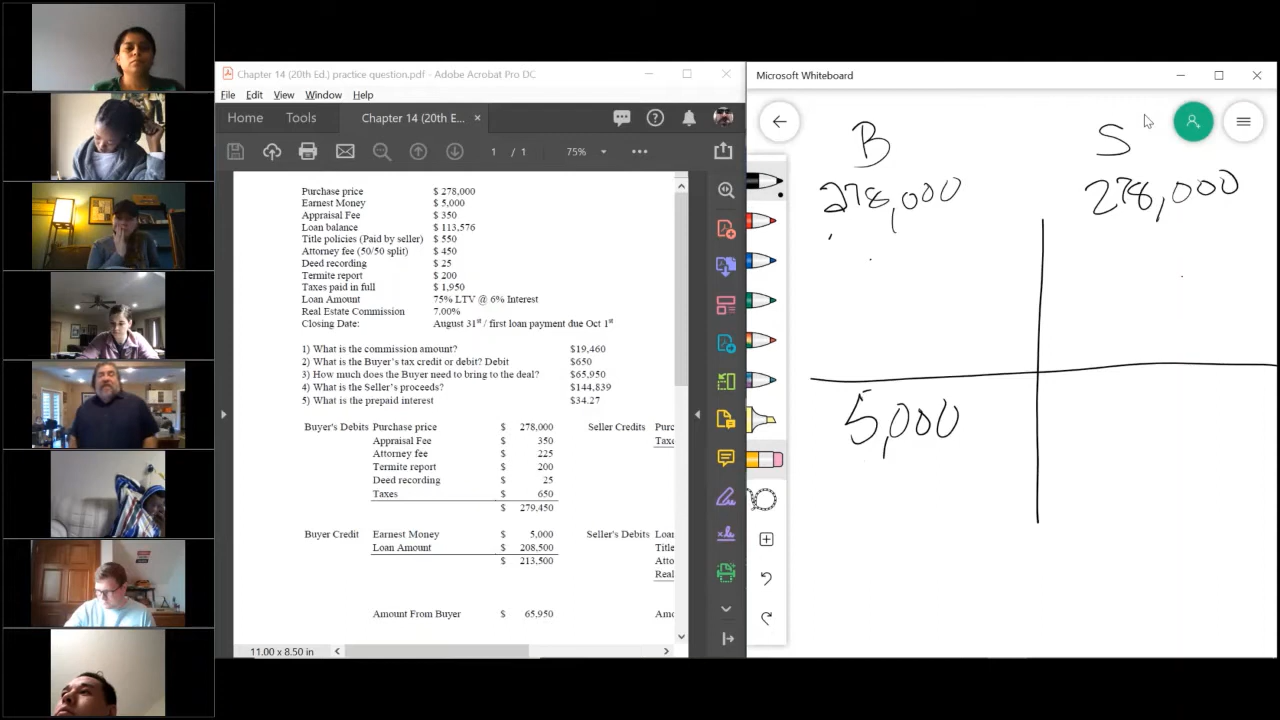 Chapter 14 (20th Ed.) practice question.pdf - Adobe Acrobat Pro DC
File Edit View Window Help
Home Tools Chapter 14 (20th E... ×
1 / 1 75%
Purchase price $ 278,000
Earnest Money $ 5,000
Appraisal Fee $ 350
Loan balance $ 113,576
Title policies (Paid by seller) $ 550
Attorney fee (50/50 split) $ 450
Deed recording $ 25
Termite report $ 200
Taxes paid in full $ 1,950
Loan Amount 75% LTV @ 6% Interest
Real Estate Commission 7.00%
Closing Date: August 31st / first loan payment due Oct 1st
1) What is the commission amount? $19,460
2) What is the Buyer's tax credit or debit? Debit $650
3) How much does the Buyer need to bring to the deal? $65,950
4) What is the Seller's proceeds? $144,839
5) What is the prepaid interest $34.27
Buyer's Debits Purchase price $ 278,000 Seller Credits Purc
Appraisal Fee $ 350 Taxe
Attorney fee $ 225
Termite report $ 200
Deed recording $ 25
Taxes $ 650
$ 279,450
Buyer Credit Earnest Money $ 5,000 Seller's Debits Loan
Loan Amount $ 208,500 Title
$ 213,500 Attor
Real
Amount From Buyer $ 65,950 Amo
11.00 x 8.50 in
Microsoft Whiteboard
B S
278,000 278,000
5,000